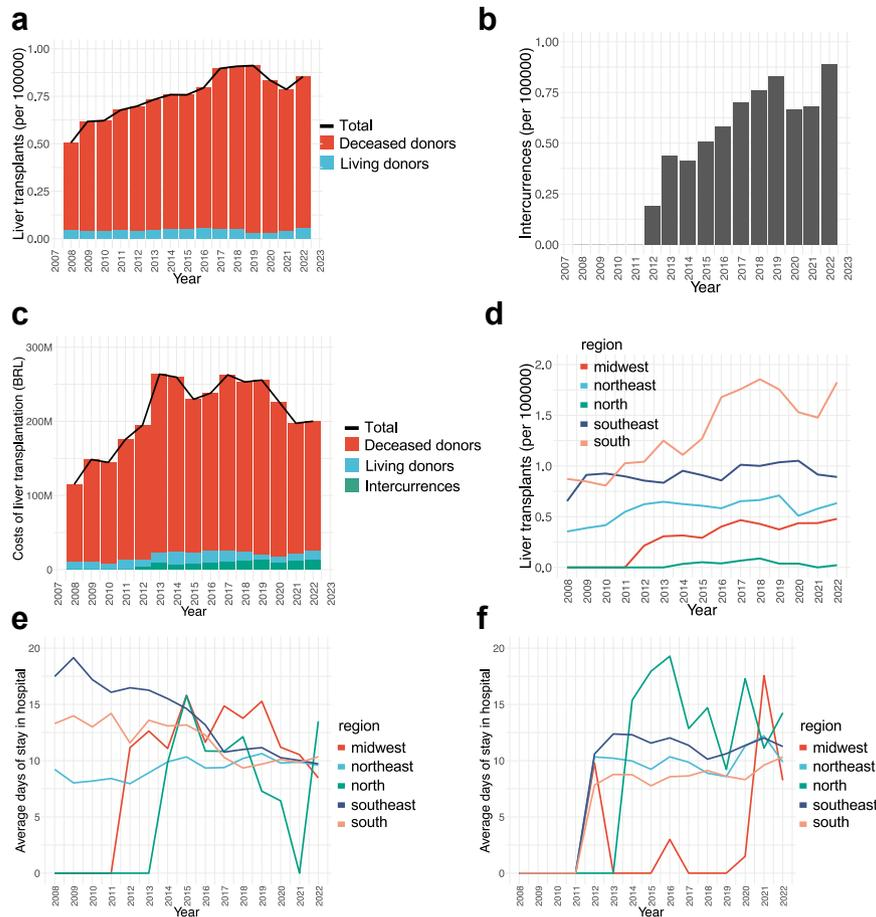 a
Liver transplants (per 100000)
1.00
0.75
0.50
0.25
0.00
2007
2008
2009
2010
2011
2012
2013
2014
2015
2016
2017
2018
2019
2020
2021
2022
2023
Year
Total
Deceased donors
Living donors
b
Intercurrences (per 100000)
1.00
0.75
0.50
0.25
0.00
2007
2008
2009
2010
2011
2012
2013
2014
2015
2016
2017
2018
2019
2020
2021
2022
2023
Year
c
Costs of liver transplantation (BRL)
300M
200M
100M
0
2007
2008
2009
2010
2011
2012
2013
2014
2015
2016
2017
2018
2019
2020
2021
2022
2023
Year
Total
Deceased donors
Living donors
Intercurrences
d
Liver transplants (per 100000)
region
midwest
northeast
north
southeast
south
2.0
1.5
1.0
0.5
0.0
2008
2009
2010
2011
2012
2013
2014
2015
2016
2017
2018
2019
2020
2021
2022
Year
e
Average days of stay in hospital
20
15
10
5
0
2008
2009
2010
2011
2012
2013
2014
2015
2016
2017
2018
2019
2020
2021
2022
Year
region
midwest
northeast
north
southeast
south
f
Average days of stay in hospital
20
15
10
5
0
2008
2009
2010
2011
2012
2013
2014
2015
2016
2017
2018
2019
2020
2021
2022
Year
region
midwest
northeast
north
southeast
south